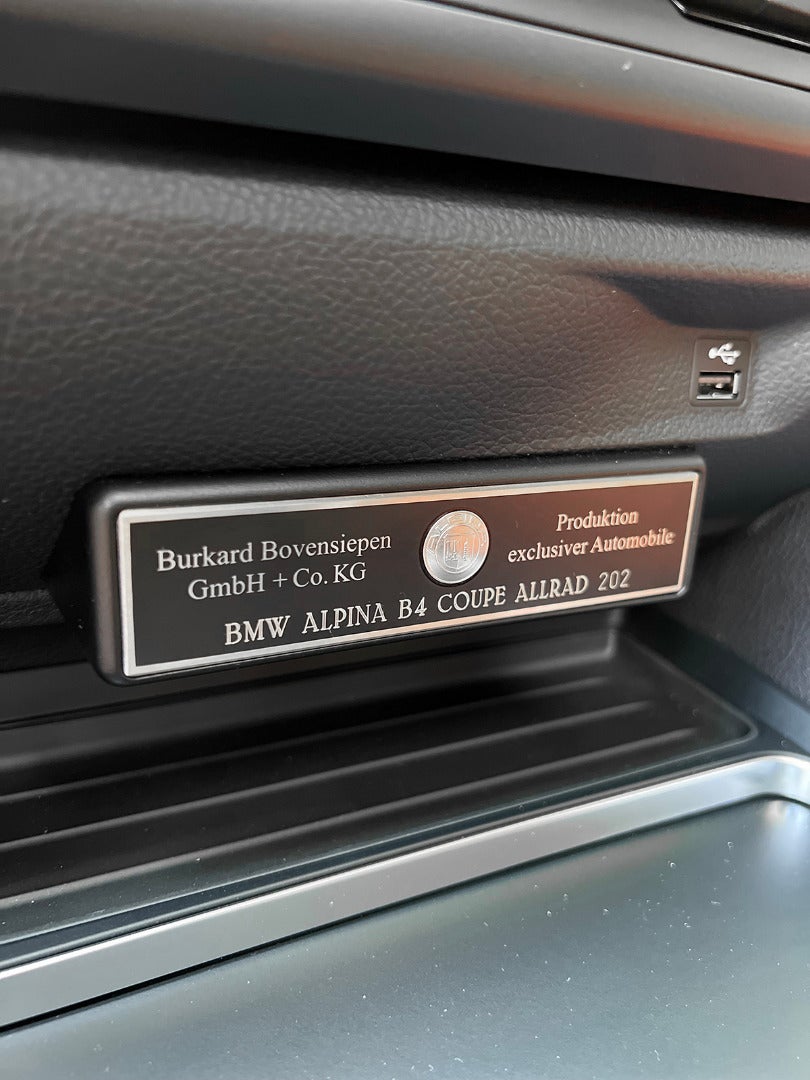 Burkard Bovensiepen
GmbH + Co. KG
Produktion
exclusiver Automobile
BMW ALPINA B4 COUPE ALLRAD 202